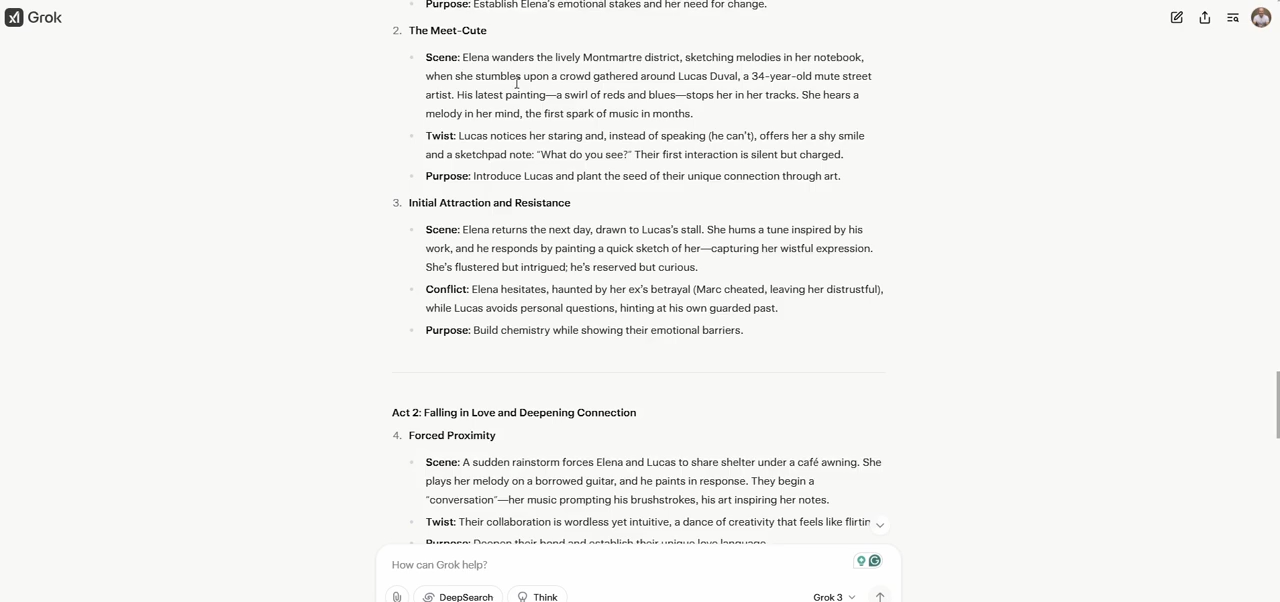 Grok
Purpose: Establish Elena's emotional stakes and her need for change.
2. The Meet-Cute
Scene: Elena wanders the lively Montmartre district, sketching melodies in her notebook,
when she stumbles upon a crowd gathered around Lucas Duval, a 34-year-old mute street
artist. His latest painting—a swirl of reds and blues—stops her in her tracks. She hears a
melody in her mind, the first spark of music in months.
Twist: Lucas notices her staring and, instead of speaking (he can't), offers her a shy smile
and a sketchpad note: "What do you see?" Their first interaction is silent but charged.
Purpose: Introduce Lucas and plant the seed of their unique connection through art.
3. Initial Attraction and Resistance
Scene: Elena returns the next day, drawn to Lucas's stall. She hums a tune inspired by his
work, and he responds by painting a quick sketch of her—capturing her wistful expression.
She's flustered but intrigued; he's reserved but curious.
Conflict: Elena hesitates, haunted by her ex's betrayal (Marc cheated, leaving her distrustful),
while Lucas avoids personal questions, hinting at his own guarded past.
Purpose: Build chemistry while showing their emotional barriers.
Act 2: Falling in Love and Deepening Connection
4. Forced Proximity
Scene: A sudden rainstorm forces Elena and Lucas to share shelter under a café awning. She
plays her melody on a borrowed guitar, and he paints in response. They begin a
"conversation"—her music prompting his brushstrokes, his art inspiring her notes.
Twist: Their collaboration is wordless yet intuitive, a dance of creativity that feels like flirtin
Purpose: Deepen their bond and establish their unique love language.
How can Grok help?
DeepSearch Think Grok 3